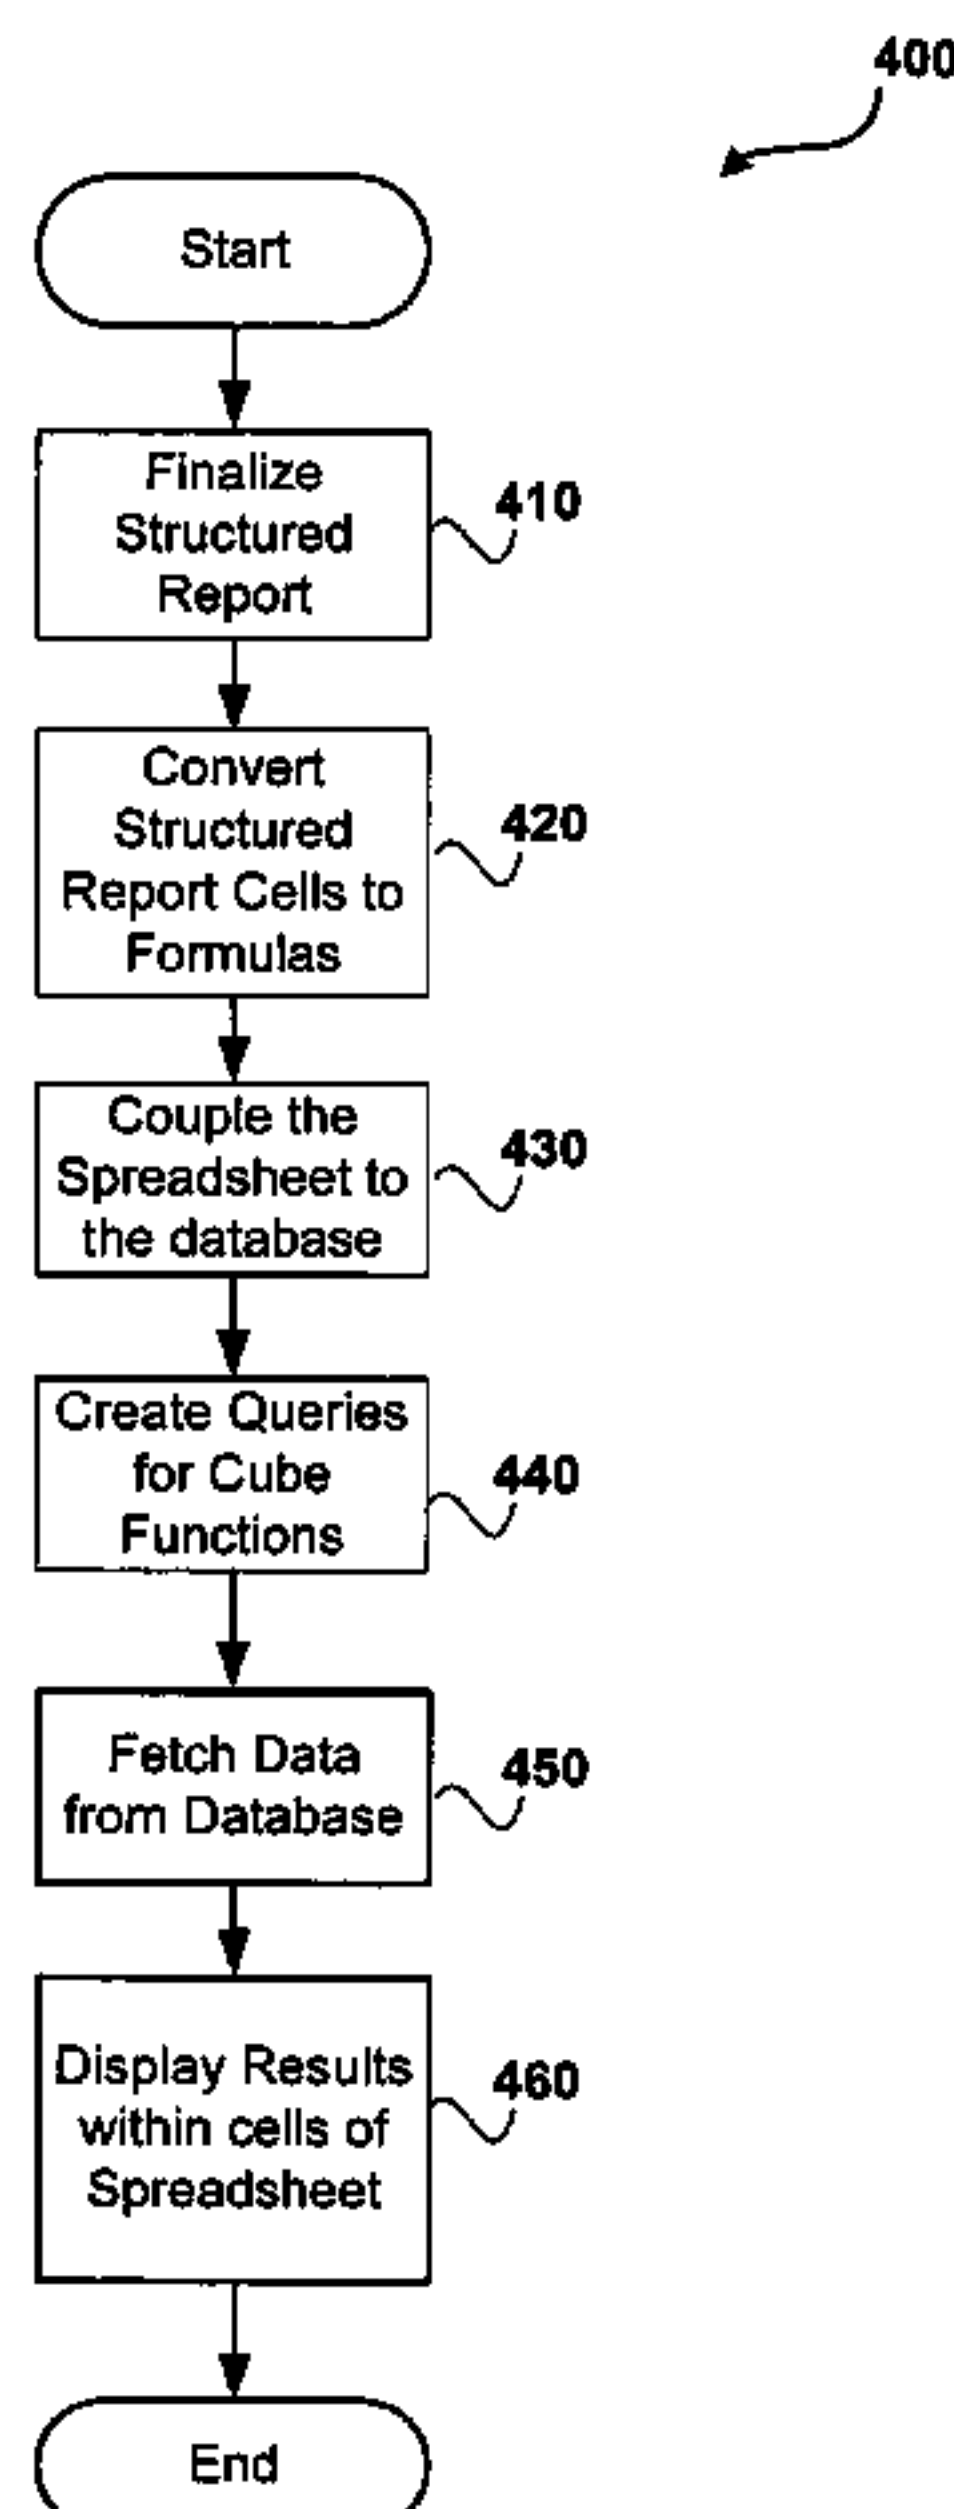 400
Start
Finalize
Structured
Report
410
Convert
Structured
Report Cells to
Formulas
420
Couple the
Spreadsheet to
the database
430
Create Queries
for Cube
Functions
440
Fetch Data
from Database
450
Display Results
within cells of
Spreadsheet
460
End